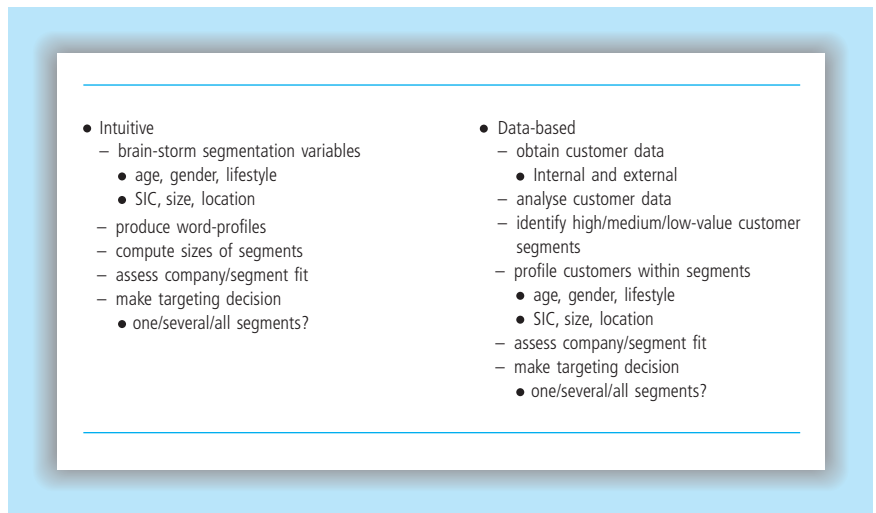 ● Intuitive
– brain-storm segmentation variables
● age, gender, lifestyle
● SIC, size, location
– produce word-profiles
– compute sizes of segments
– assess company/segment fit
– make targeting decision
● one/several/all segments?
● Data-based
– obtain customer data
● Internal and external
– analyse customer data
– identify high/medium/low-value customer
segments
– profile customers within segments
● age, gender, lifestyle
● SIC, size, location
– assess company/segment fit
– make targeting decision
● one/several/all segments?